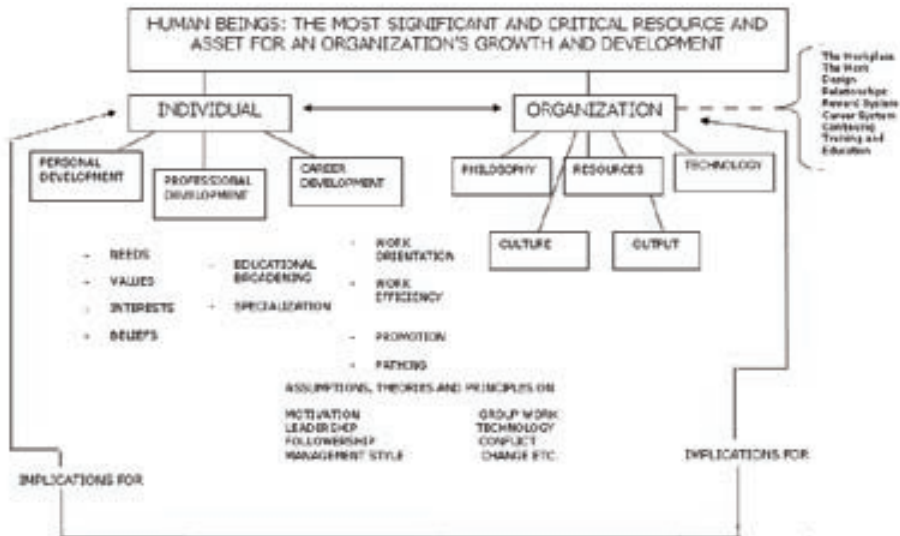 HUMAN BEINGS: THE MOST SIGNIFICANT AND CRITICAL RESOURCE AND
ASSET FOR AN ORGANIZATION'S GROWTH AND DEVELOPMENT
The Workplace
The Work
Design
Relationships
Reward System
Career System
Continuing
Training and
Education
INDIVIDUAL
ORGANIZATION
PERSONAL
DEVELOPMENT
PROFESSIONAL
DEVELOPMENT
CAREER
DEVELOPMENT
PHILOSOPHY
RESOURCES
TECHNOLOGY
CULTURE
OUTPUT
- NEEDS
- VALUES
- INTERESTS
- BELIEFS
- EDUCATIONAL
BROADENING
- SPECIALIZATION
- WORK
ORIENTATION
- WORK
EFFICIENCY
- PROMOTION
- PATHING
ASSUMPTIONS, THEORIES AND PRINCIPLES ON
MOTIVATION
LEADERSHIP
FOLLOWERSHIP
MANAGEMENT STYLE
GROUP WORK
TECHNOLOGY
CONFLICT
CHANGE ETC
IMPLICATIONS FOR
IMPLICATIONS FOR